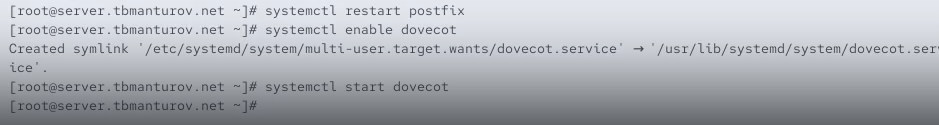 [root@server.tbmanturov.net ~]# systemctl restart postfix
[root@server.tbmanturov.net ~]# systemctl enable dovecot
Created symlink '/etc/systemd/system/multi-user.target.wants/dovecot.service' → '/usr/lib/systemd/system/dovecot.serv
ice'.
[root@server.tbmanturov.net ~]# systemctl start dovecot
[root@server.tbmanturov.net ~]#